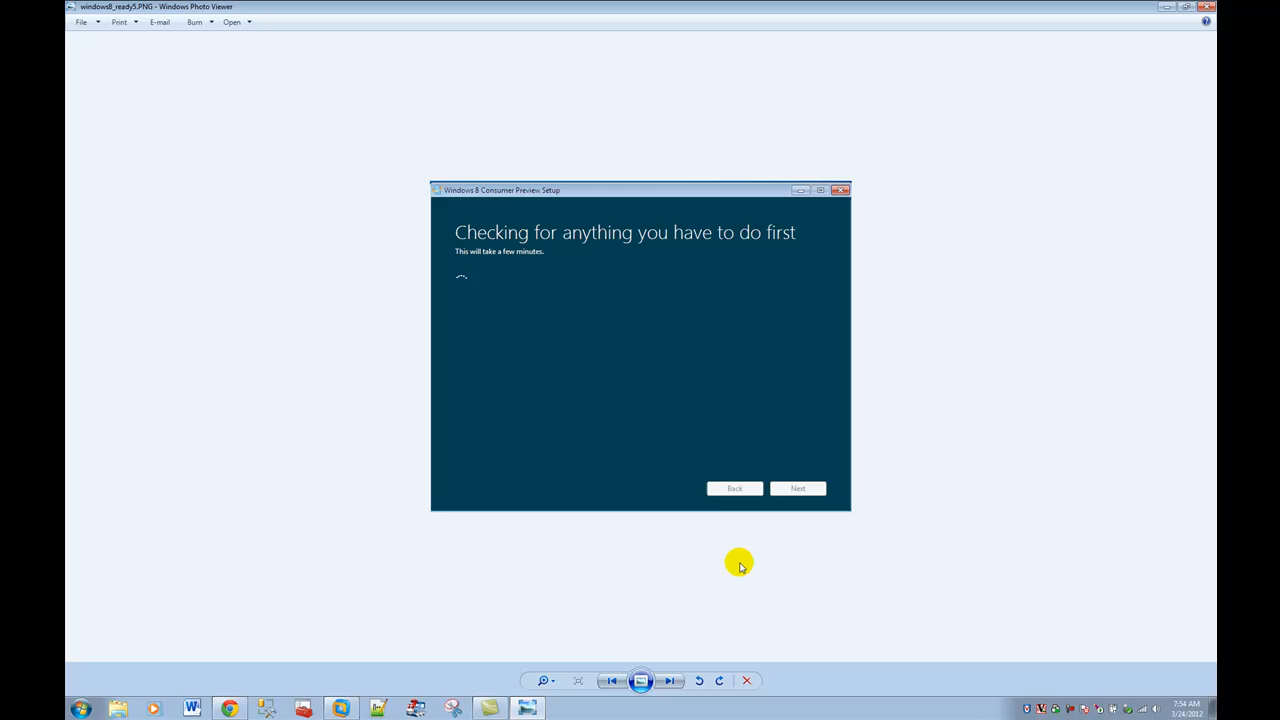 windows8_ready5.PNG - Windows Photo Viewer
File Print E-mail Burn Open
Windows 8 Consumer Preview Setup
Checking for anything you have to do first
This will take a few minutes.
Back Next
7:54 AM
3/24/2012